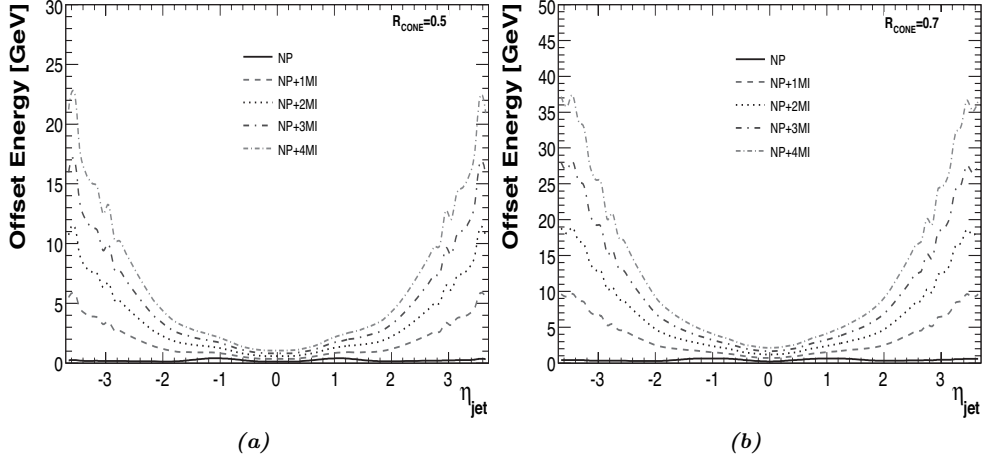 Offset Energy [GeV]
30
25
20
15
10
5
0
R_CONE=0.5
NP
NP+1MI
NP+2MI
NP+3MI
NP+4MI
-3 -2 -1 0 1 2 3
η_jet
(a)
Offset Energy [GeV]
50
45
40
35
30
25
20
15
10
5
0
R_CONE=0.7
NP
NP+1MI
NP+2MI
NP+3MI
NP+4MI
-3 -2 -1 0 1 2 3
η_jet
(b)